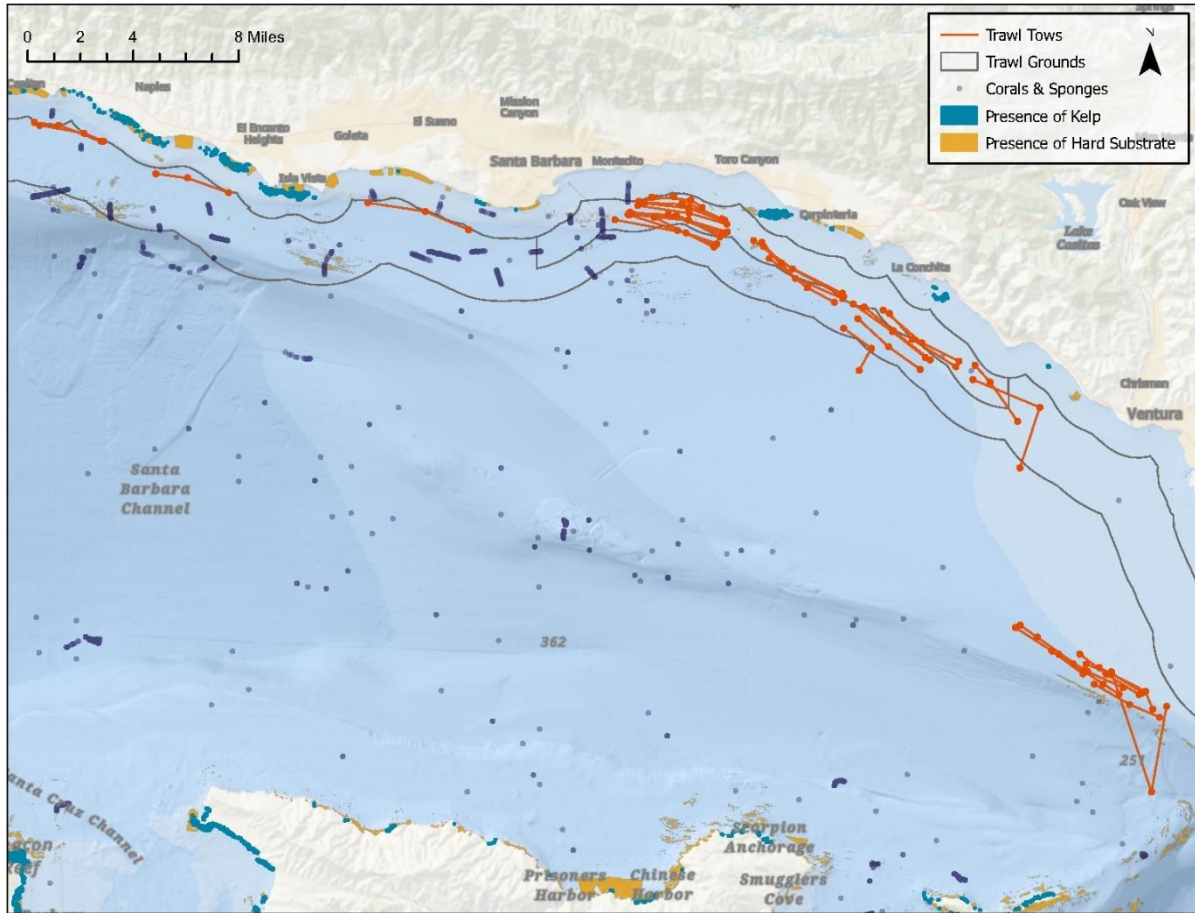 0 2 4 8 Miles
Trawl Tows
Trawl Grounds
Corals & Sponges
Presence of Kelp
Presence of Hard Substrate
Springs
Naples
Mission
Canyon
El Encanto
Heights
Goleta
El Sueno
Santa Barbara
Montecito
Toro Canyon
Isla Vista
Carpinteria
Oak View
Lake
Casitas
La Conchita
Chrisman
Ventura
Santa
Barbara
Channel
362
251
Santa Cruz Channel
Scorpion
Anchorage
Prisoners
Harbor
Chinese
Harbor
Smugglers
Cove